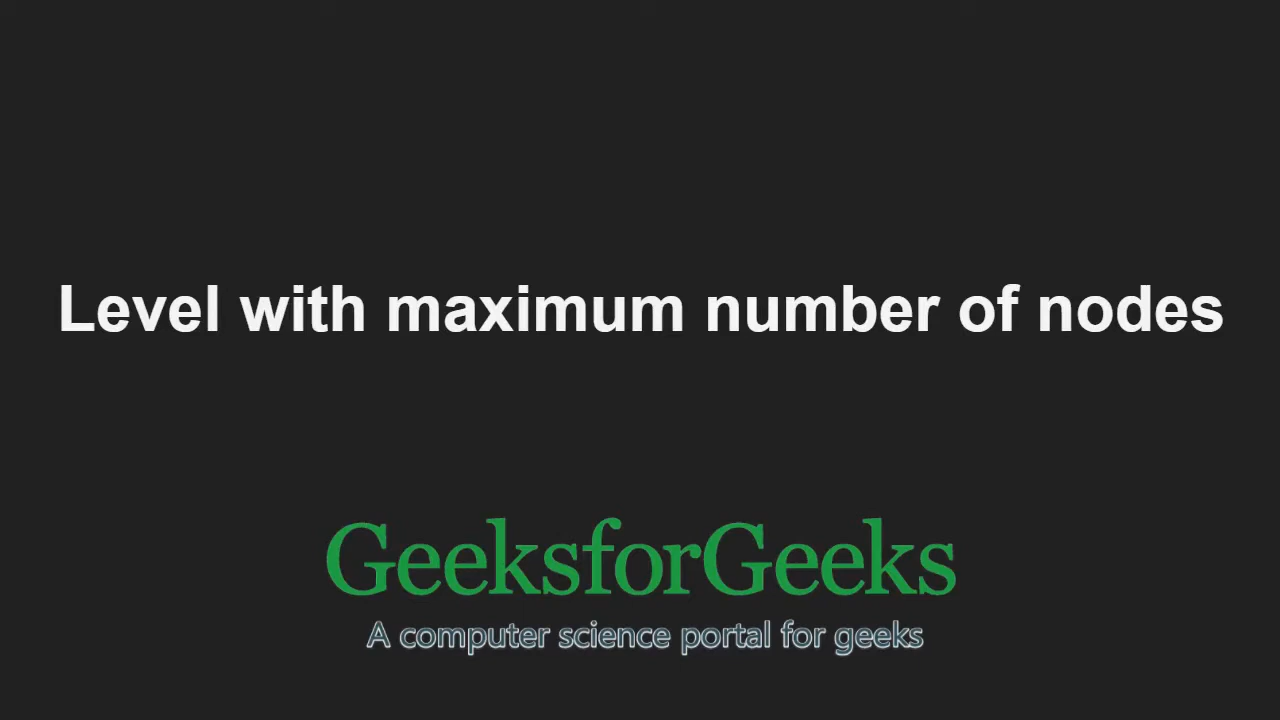 Level with maximum number of nodes
GeeksforGeeks
A computer science portal for geeks